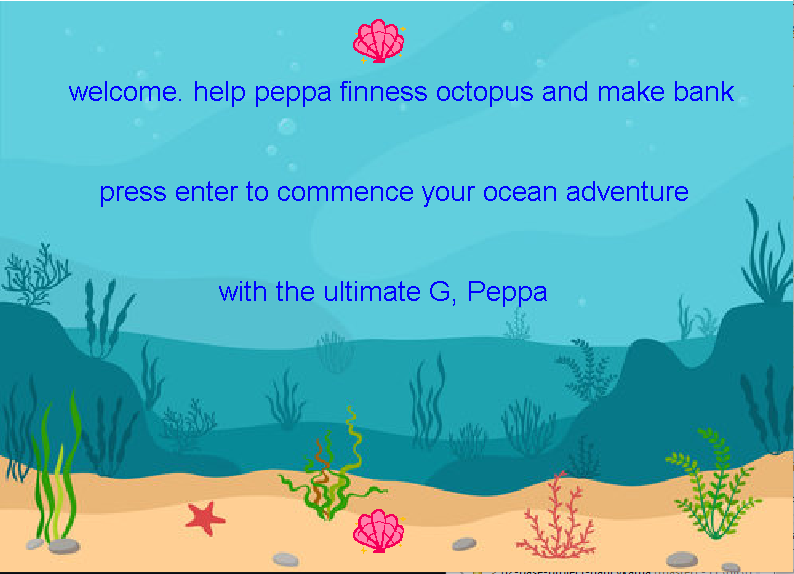 welcome. help peppa finness octopus and make bank
press enter to commence your ocean adventure
with the ultimate G, Peppa